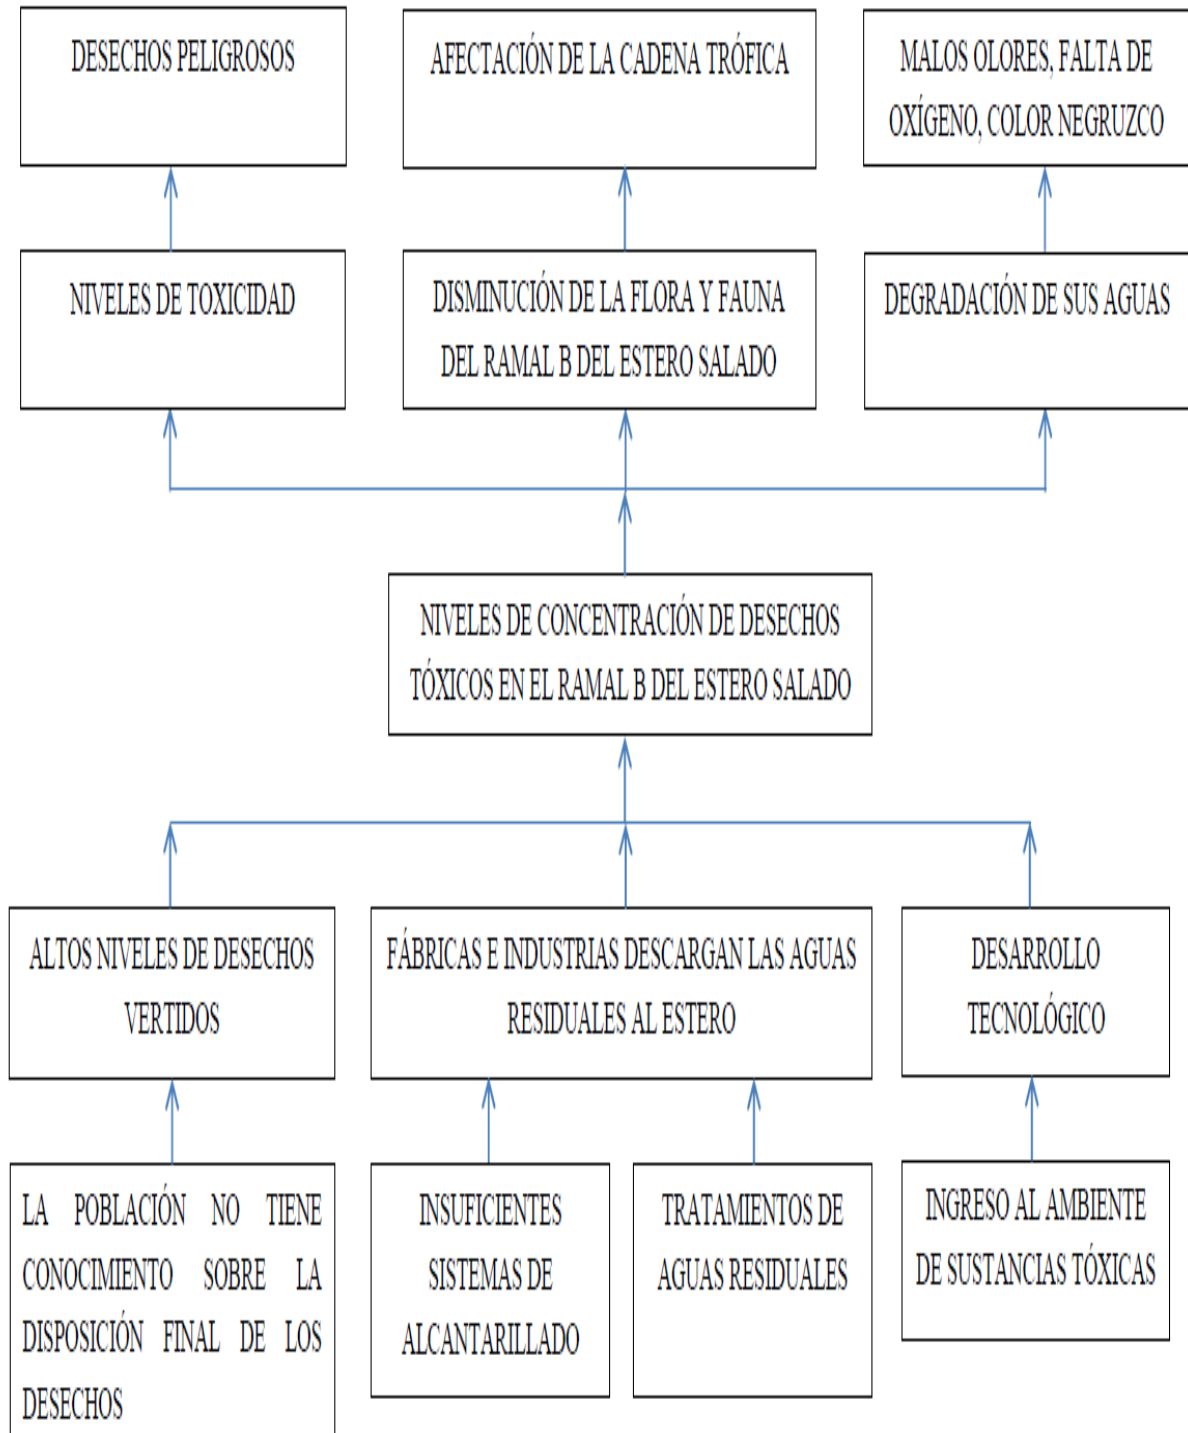 DESECHOS PELIGROSOS
AFECTACIÓN DE LA CADENA TRÓFICA
MALOS OLORES, FALTA DE
OXÍGENO, COLOR NEGRUZCO
NIVELES DE TOXICIDAD
DISMINUCIÓN DE LA FLORA Y FAUNA
DEL RAMAL B DEL ESTERO SALADO
DEGRADACIÓN DE SUS AGUAS
NIVELES DE CONCENTRACIÓN DE DESECHOS
TÓXICOS EN EL RAMAL B DEL ESTERO SALADO
ALTOS NIVELES DE DESECHOS
VERTIDOS
FÁBRICAS E INDUSTRIAS DESCARGAN LAS AGUAS
RESIDUALES AL ESTERO
DESARROLLO
TECNOLÓGICO
LA POBLACIÓN NO TIENE
CONOCIMIENTO SOBRE LA
DISPOSICIÓN FINAL DE LOS
DESECHOS
INSUFICIENTES
SISTEMAS DE
ALCANTARILLADO
TRATAMIENTOS DE
AGUAS RESIDUALES
INGRESO AL AMBIENTE
DE SUSTANCIAS TÓXICAS